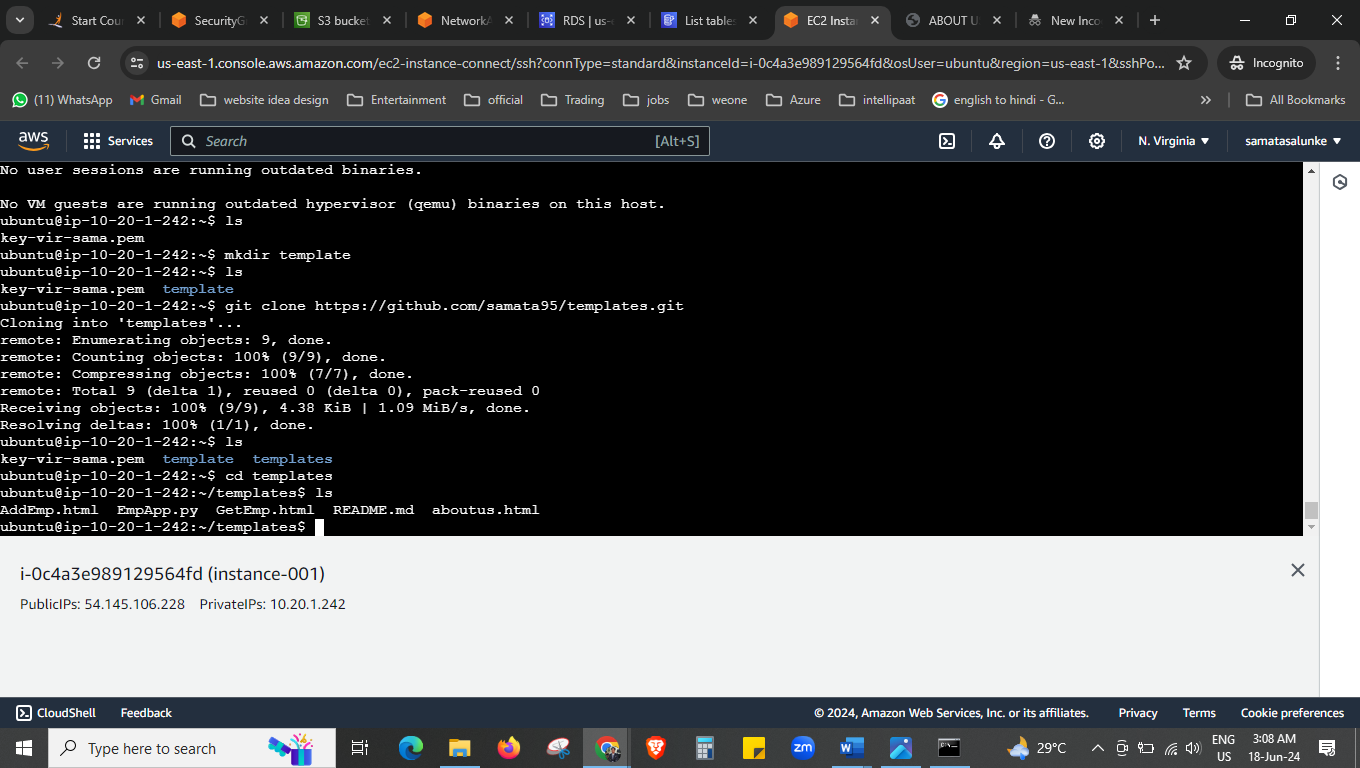 Start Cour
SecurityGr
S3 bucket
NetworkA
RDS | us-e
List tables
EC2 Instan
ABOUT U
New Inco
us-east-1.console.aws.amazon.com/ec2-instance-connect/ssh?connType=standard&instanceId=i-0c4a3e989129564fd&osUser=ubuntu&region=us-east-1&sshPo...
Incognito
(11) WhatsApp
Gmail
website idea design
Entertainment
official
Trading
jobs
weone
Azure
intellipaat
english to hindi - G...
All Bookmarks
aws
Services
Search
[Alt+S]
N. Virginia
samatasalunke
No user sessions are running outdated binaries.
No VM guests are running outdated hypervisor (qemu) binaries on this host.
ubuntu@ip-10-20-1-242:~$ ls
key-vir-sama.pem
ubuntu@ip-10-20-1-242:~$ mkdir template
ubuntu@ip-10-20-1-242:~$ ls
key-vir-sama.pem  template
ubuntu@ip-10-20-1-242:~$ git clone https://github.com/samata95/templates.git
Cloning into 'templates'...
remote: Enumerating objects: 9, done.
remote: Counting objects: 100% (9/9), done.
remote: Compressing objects: 100% (7/7), done.
remote: Total 9 (delta 1), reused 0 (delta 0), pack-reused 0
Receiving objects: 100% (9/9), 4.38 KiB | 1.09 MiB/s, done.
Resolving deltas: 100% (1/1), done.
ubuntu@ip-10-20-1-242:~$ ls
key-vir-sama.pem  template  templates
ubuntu@ip-10-20-1-242:~$ cd templates
ubuntu@ip-10-20-1-242:~/templates$ ls
AddEmp.html  EmpApp.py  GetEmp.html  README.md  aboutus.html
ubuntu@ip-10-20-1-242:~/templates$
i-0c4a3e989129564fd (instance-001)
PublicIPs: 54.145.106.228   PrivateIPs: 10.20.1.242
CloudShell
Feedback
© 2024, Amazon Web Services, Inc. or its affiliates.
Privacy
Terms
Cookie preferences
Type here to search
zm
29°C
ENG
US
3:08 AM
18-Jun-24